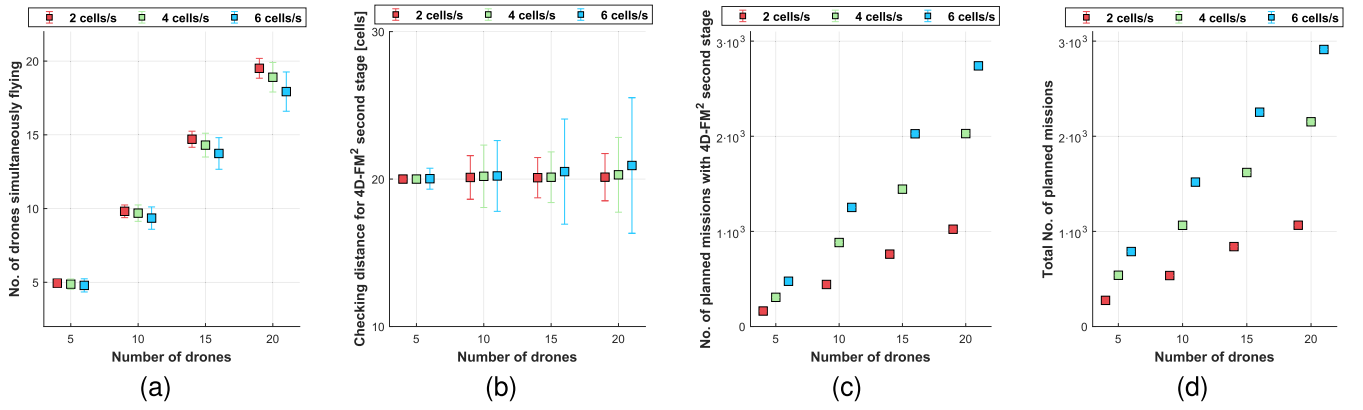 2 cells/s 4 cells/s 6 cells/s
No. of drones simultaneously flying
20
15
10
5
5 10 15 20
Number of drones
(a)
2 cells/s 4 cells/s 6 cells/s
Checking distance for 4D-FM² second stage [cells]
30
20
10
5 10 15 20
Number of drones
(b)
2 cells/s 4 cells/s 6 cells/s
No. of planned missions with 4D-FM² second stage
3·10³
2·10³
1·10³
0
5 10 15 20
Number of drones
(c)
2 cells/s 4 cells/s 6 cells/s
Total No. of planned missions
3·10³
2·10³
1·10³
0
5 10 15 20
Number of drones
(d)